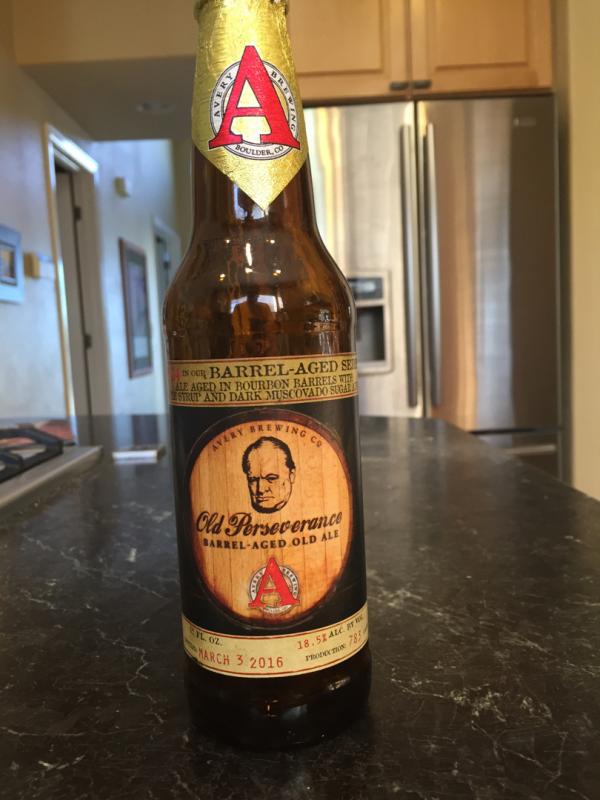 AVERY BREWING
A
BOULDER, CO
IN OUR BARREL-AGED
ALE AGED IN BOURBON BARRELS WITH
SYRUP AND DARK MUSCOVADO SUGAR
AVERY BREWING CO
Old Perseverance
BARREL-AGED OLD ALE
A
FL. OZ.
18.5% ALC. BY VOL.
MARCH 3 2016
PRODUCTION: 783